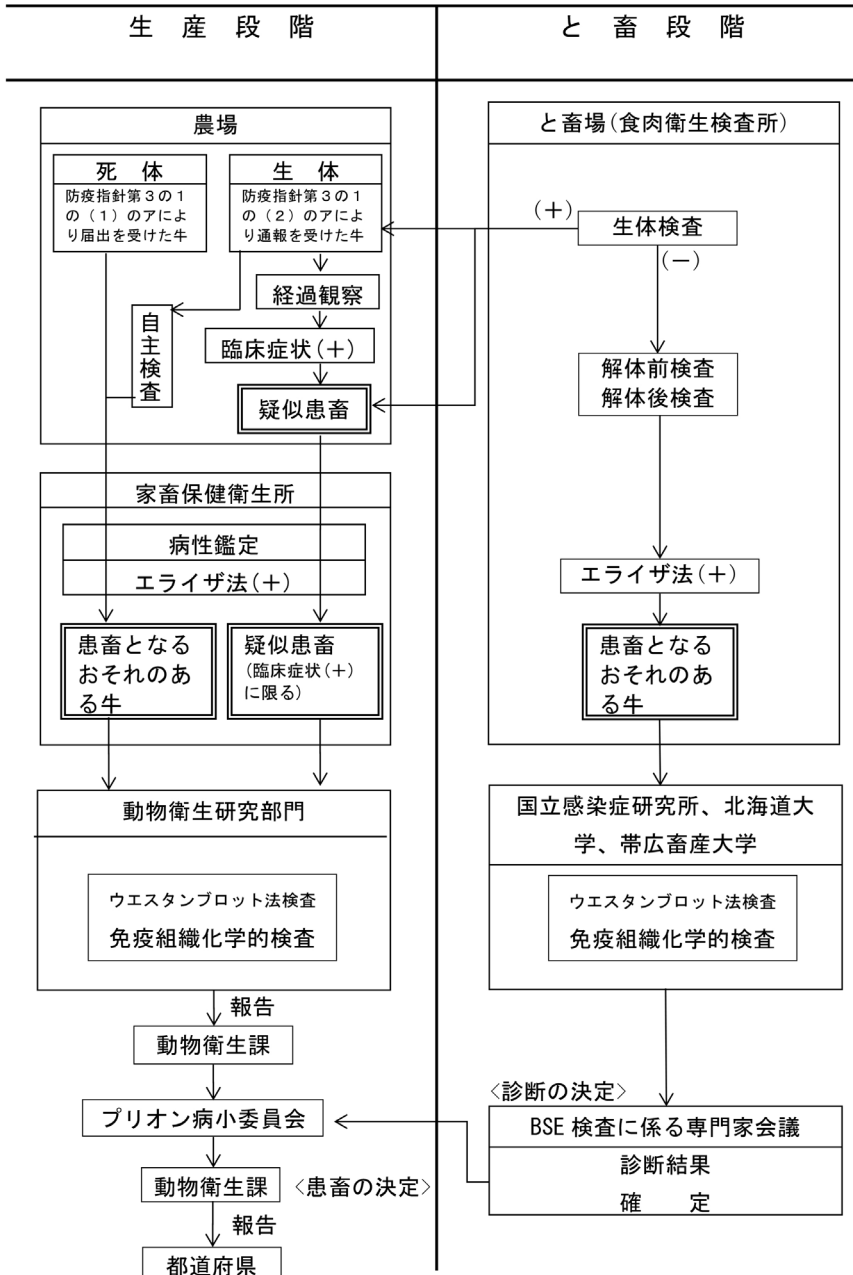 生 産 段 階
農場
死 体
防疫指針第3の1
の（1）のアによ
り届出を受けた牛
生 体
防疫指針第3の1
の（2）のアによ
り通報を受けた牛
経過観察
自主検査
臨床症状(＋)
疑似患畜
家畜保健衛生所
病性鑑定
エライザ法(＋)
患畜となる
おそれのあ
る牛
疑似患畜
(臨床症状(＋)
に限る)
動物衛生研究部門
ウエスタンブロット法検査
免疫組織化学的検査
報告
動物衛生課
プリオン病小委員会
動物衛生課
〈患畜の決定〉
報告
都道府県
と 畜 段 階
と畜場(食肉衛生検査所)
(＋)
生体検査
(－)
解体前検査
解体後検査
エライザ法(＋)
患畜となる
おそれのあ
る牛
国立感染症研究所、北海道大
学、帯広畜産大学
ウエスタンブロット法検査
免疫組織化学的検査
〈診断の決定〉
BSE 検査に係る専門家会議
診断結果
確 定